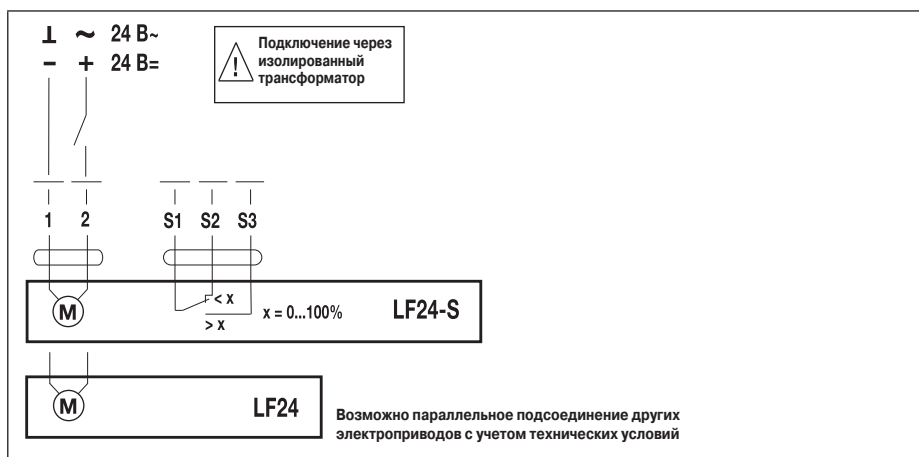 ⊥ ~ 24 В~
− + 24 В=
Подключение через
изолированный
трансформатор
!
1 2 S1 S2 S3
M
< x
> x
x = 0...100%
LF24-S
M
LF24
Возможно параллельное подсоединение других
электроприводов с учетом технических условий